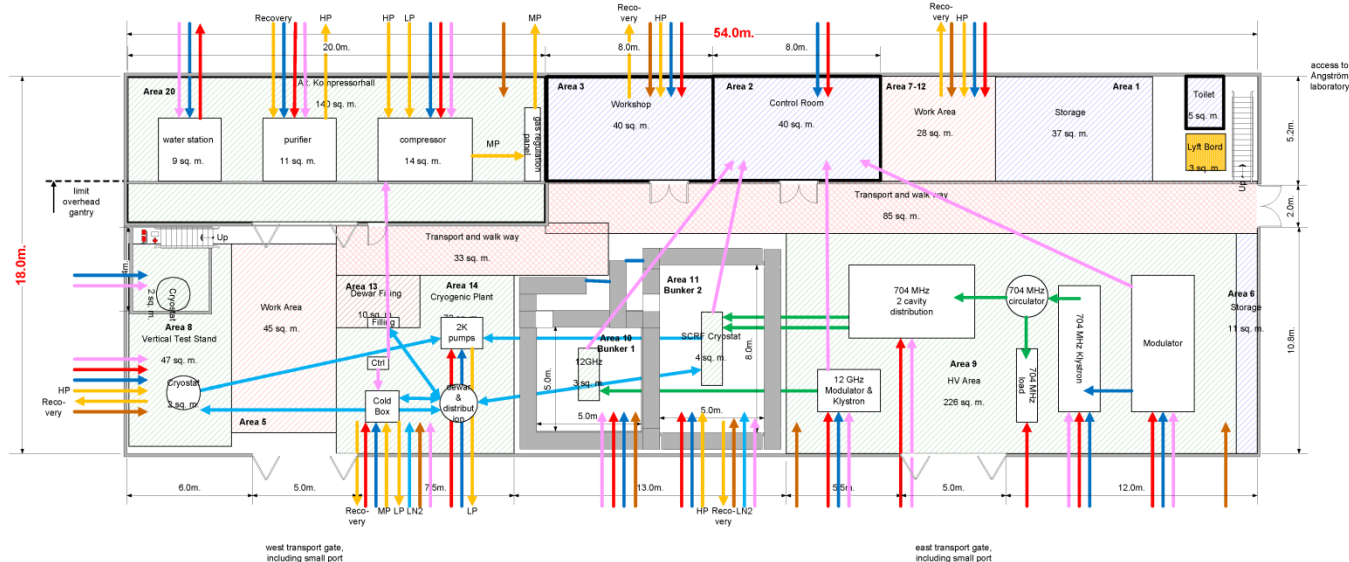 Recovery
HP
HP
LP
MP
Reco-
very
HP
Reco-
very
HP
54.0m.
20.0m.
8.0m.
8.0m.
access to
Ångström
laboratory
Area 20
140 sq. m.
Area 3
Workshop
40 sq. m.
Area 2
Control Room
40 sq. m.
Area 7-12
Work Area
28 sq. m.
Area 1
Storage
37 sq. m.
Toilet
5 sq. m.
Lyft Bord
3 sq. m.
Up
5.2m.
water station
9 sq. m.
purifier
11 sq. m.
compressor
14 sq. m.
MP
gas regulation
panel
limit
overhead
gantry
Transport and walk way
85 sq. m.
2.0m.
18.0m.
Up
Transport and walk way
33 sq. m.
Cryostat
2 sq. m.
Area 8
Vertical Test Stand
47 sq. m.
Cryostat
2 sq. m.
HP
Reco-
very
Work Area
45 sq. m.
Area 5
Area 13
Dewar Filling
10 sq. m.
Filling
Area 14
Cryogenic Plant
2K
pumps
Ctrl
Cold
Box
dewar
&
distribut
ion
Area 11
Bunker 2
SCRF Cryostat
4 sq. m.
8.0m.
5.0m.
Area 10
Bunker 1
12GHz
3 sq. m.
5.0m.
5.0m.
704 MHz
2 cavity
distribution
704 MHz
circulator
704 MHz
load
704 MHz Klystron
Modulator
12 GHz
Modulator &
Klystron
Area 9
HV Area
226 sq. m.
Area 6
Storage
11 sq. m.
10.8m.
6.0m.
5.0m.
7.5m.
13.0m.
5.5m.
5.0m.
12.0m.
Reco-
very
MP
LP
LN2
LP
HP
Reco-
very
LN2
west transport gate,
including small port
east transport gate,
including small port